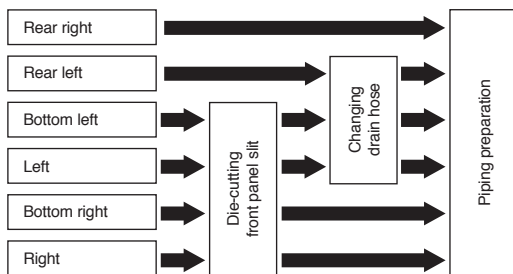 Rear right
Rear left
Bottom left
Left
Bottom right
Right
Die-cutting
front panel slit
Changing
drain hose
Piping preparation